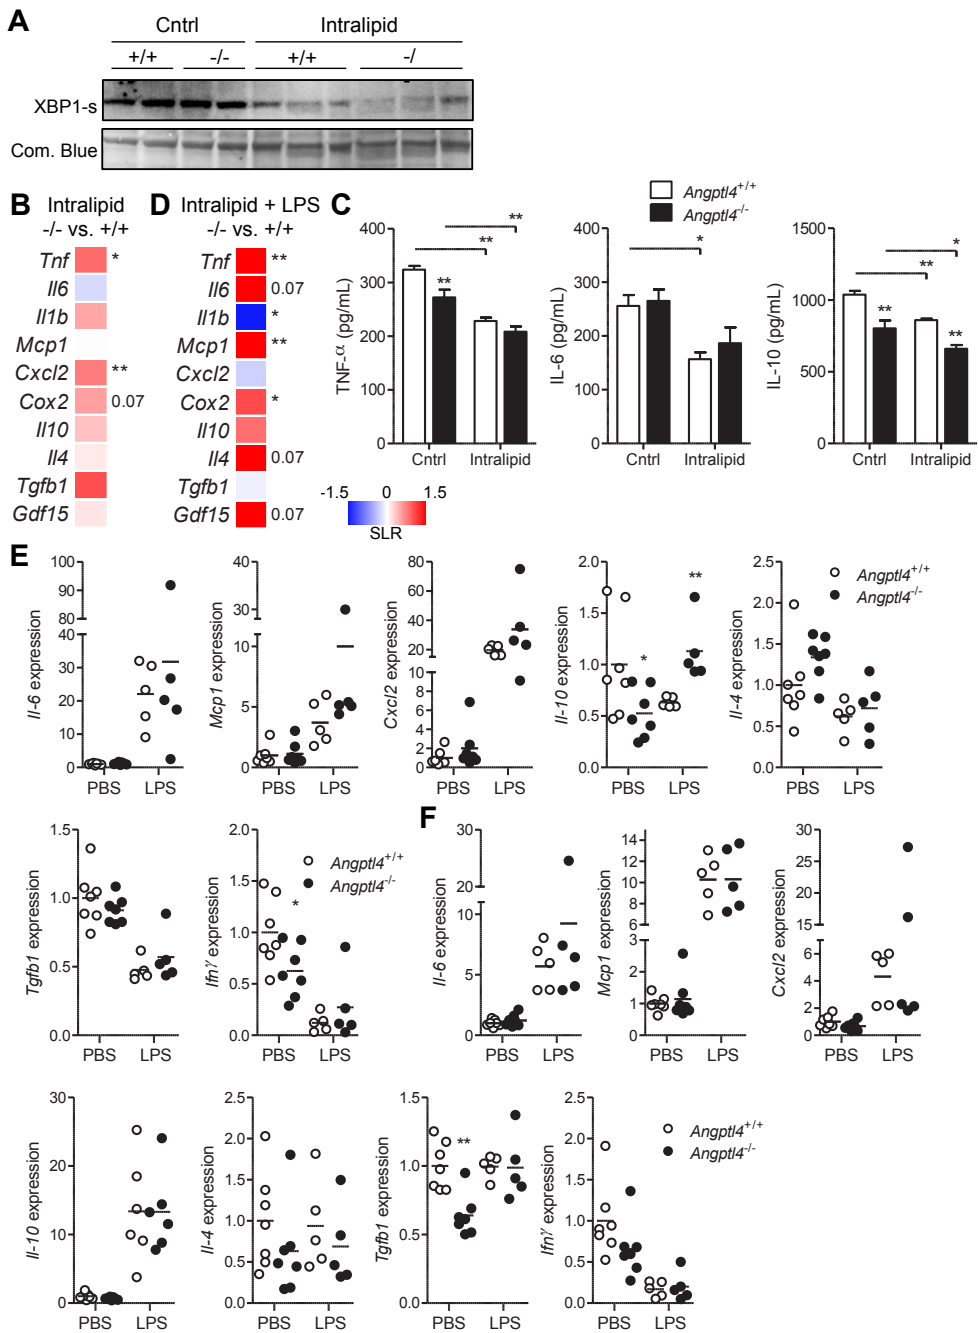 A
Cntrl
Intralipid
+/+
-/-
+/+
-/
XBP1-s
Com. Blue
B
Intralipid
-/- vs. +/+
Tnf *
Il6
Il1b
Mcp1
Cxcl2 **
Cox2 0.07
Il10
Il4
Tgfb1
Gdf15
D
Intralipid + LPS
-/- vs. +/+
Tnf **
Il6 0.07
Il1b *
Mcp1 **
Cxcl2
Cox2 *
Il10
Il4 0.07
Tgfb1
Gdf15 0.07
-1.5 0 1.5
SLR
C
Angptl4+/+
Angptl4-/-
TNF-α (pg/mL)
400
300
200
100
0
**
**
**
Cntrl Intralipid
IL-6 (pg/mL)
400
300
200
100
0
*
Cntrl Intralipid
IL-10 (pg/mL)
1500
1000
500
0
*
**
**
**
Cntrl Intralipid
E
Il-6 expression
100
90
80
40
30
20
10
0
PBS LPS
Mcp1 expression
40
30
20
10
5
0
PBS LPS
Cxcl2 expression
80
60
40
20
10
5
0
PBS LPS
Il-10 expression
2.0
1.5
1.0
0.5
0.0
*
**
PBS LPS
Il-4 expression
2.5
2.0
1.5
1.0
0.5
0.0
Angptl4+/+
Angptl4-/-
PBS LPS
Tgfb1 expression
1.5
1.0
0.5
0.0
PBS LPS
Ifnγ expression
2.0
1.5
1.0
0.5
0.0
Angptl4+/+
Angptl4-/-
*
PBS LPS
F
Il-6 expression
30
20
10
5
0
PBS LPS
Mcp1 expression
14
12
10
8
6
3
2
1
0
PBS LPS
Cxcl2 expression
30
25
20
15
10
6
4
2
0
PBS LPS
Il-10 expression
30
20
10
0
PBS LPS
Il-4 expression
2.5
2.0
1.5
1.0
0.5
0.0
PBS LPS
Tgfb1 expression
1.5
1.0
0.5
0.0
**
PBS LPS
Ifnγ expression
2.5
2.0
1.5
1.0
0.5
0.0
Angptl4+/+
Angptl4-/-
PBS LPS